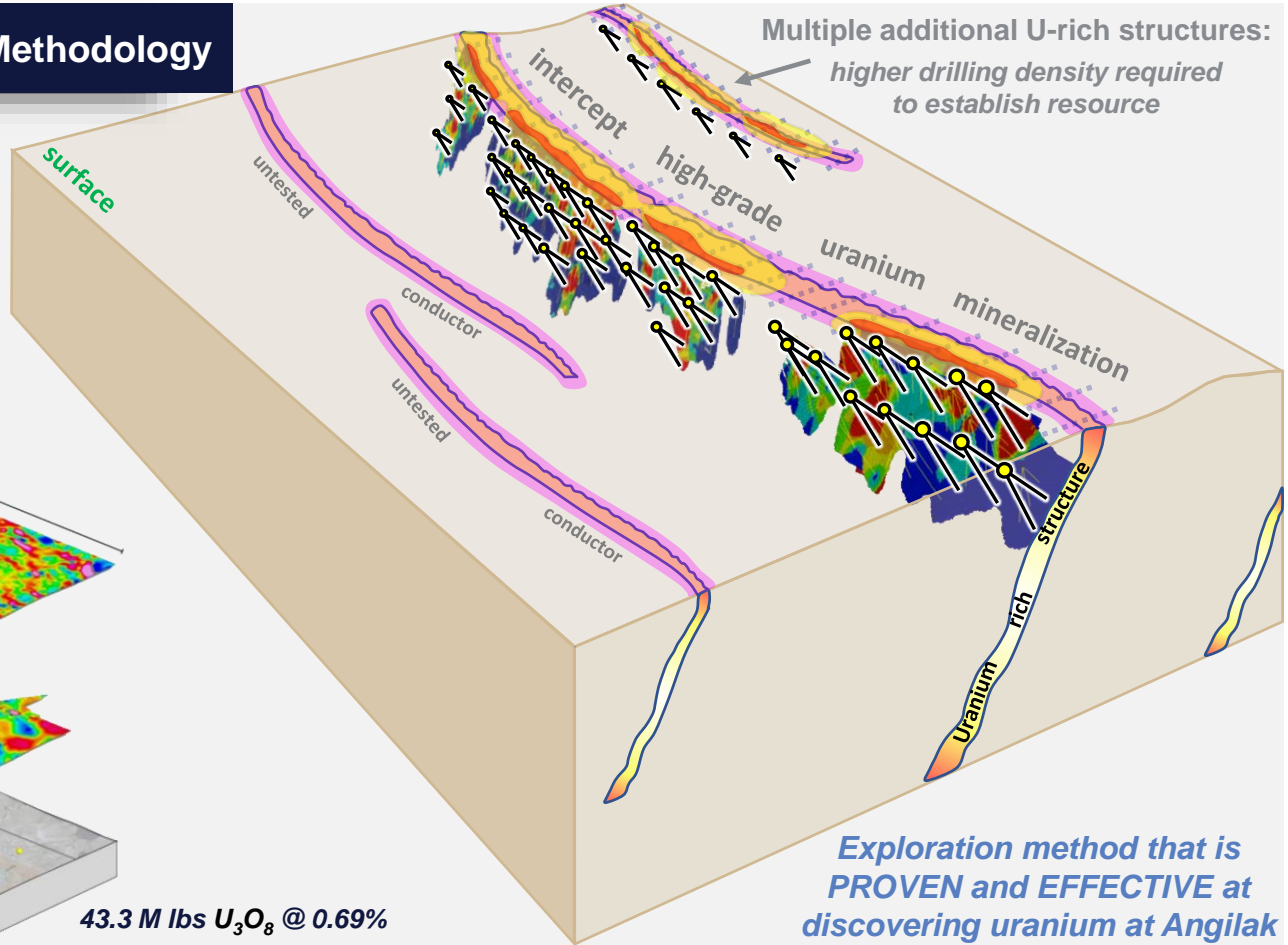 Methodology
Multiple additional U-rich structures:
higher drilling density required
to establish resource
surface
untested
conductor
intercept high-grade uranium mineralization
untested
conductor
Uranium rich structure
43.3 M lbs U₃O₈ @ 0.69%
Exploration method that is
PROVEN and EFFECTIVE at
discovering uranium at Angilak